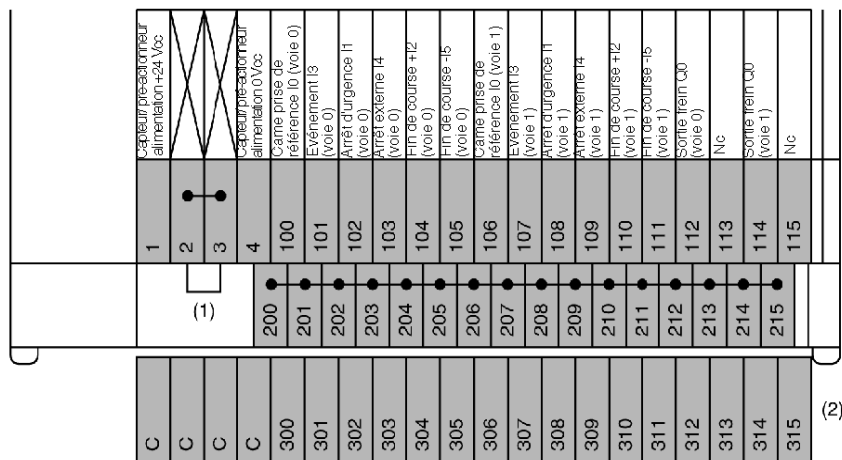 Capteur/pré-actionneur
alimentation +24 Vcc
Capteur/pré-actionneur
alimentation 0 Vcc
Came prise de
référence I0 (voie 0)
Evénement I3
(voie 0)
Arrêt d'urgence I1
(voie 0)
Arrêt externe I4
(voie 0)
Fin de course +I2
(voie 0)
Fin de course -I5
(voie 0)
Came prise de
référence I0 (voie 1)
Evénement I3
(voie 1)
Arrêt d'urgence I1
(voie 1)
Arrêt externe I4
(voie 1)
Fin de course +I2
(voie 1)
Fin de course -I5
(voie 1)
Sortie frein Q0
(voie 0)
Nc
Sortie frein Q0
(voie 1)
Nc
1
2
3
4
100
101
102
103
104
105
106
107
108
109
110
111
112
113
114
115
(1)
200
201
202
203
204
205
206
207
208
209
210
211
212
213
214
215
C
C
C
C
300
301
302
303
304
305
306
307
308
309
310
311
312
313
314
315
(2)